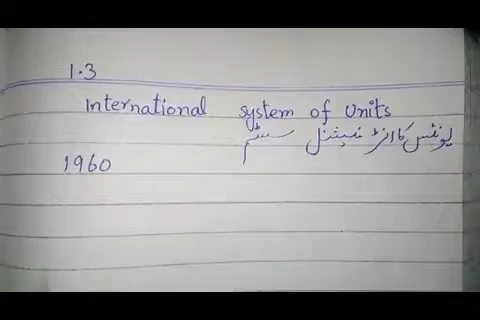 1.3
International system of Units
یونٹس کا انٹرنیشنل سسٹم
1960